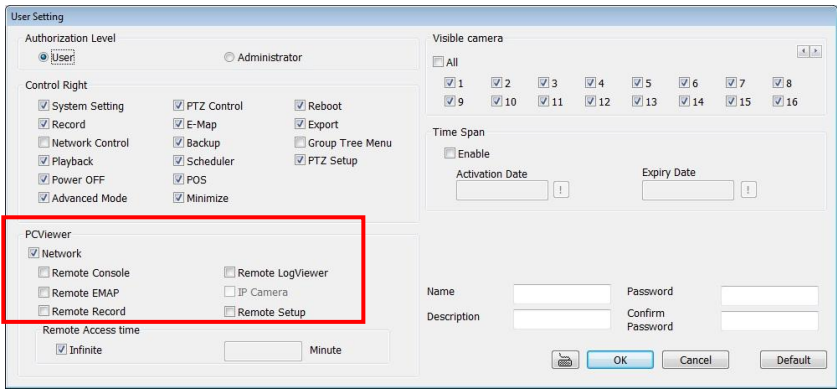 User Setting
Authorization Level
User Administrator
Control Right
System Setting PTZ Control Reboot
Record E-Map Export
Network Control Backup Group Tree Menu
Playback Scheduler PTZ Setup
Power OFF POS
Advanced Mode Minimize
PCViewer
Network
Remote Console Remote LogViewer
Remote EMAP IP Camera
Remote Record Remote Setup
Remote Access time
Infinite Minute
Visible camera
All
1 2 3 4 5 6 7 8
9 10 11 12 13 14 15 16
Time Span
Enable
Activation Date Expiry Date
! !
Name Password
Description Confirm
Password
OK Cancel Default